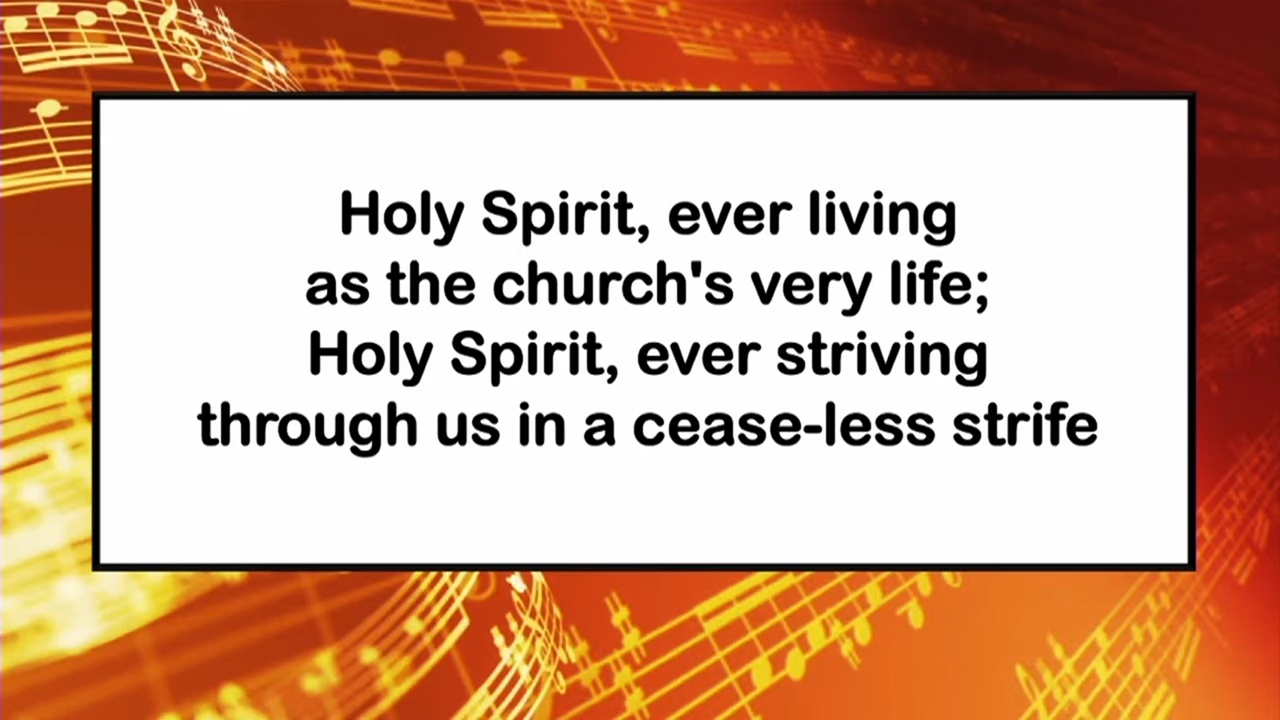 Holy Spirit, ever living
as the church's very life;
Holy Spirit, ever striving
through us in a cease-less strife